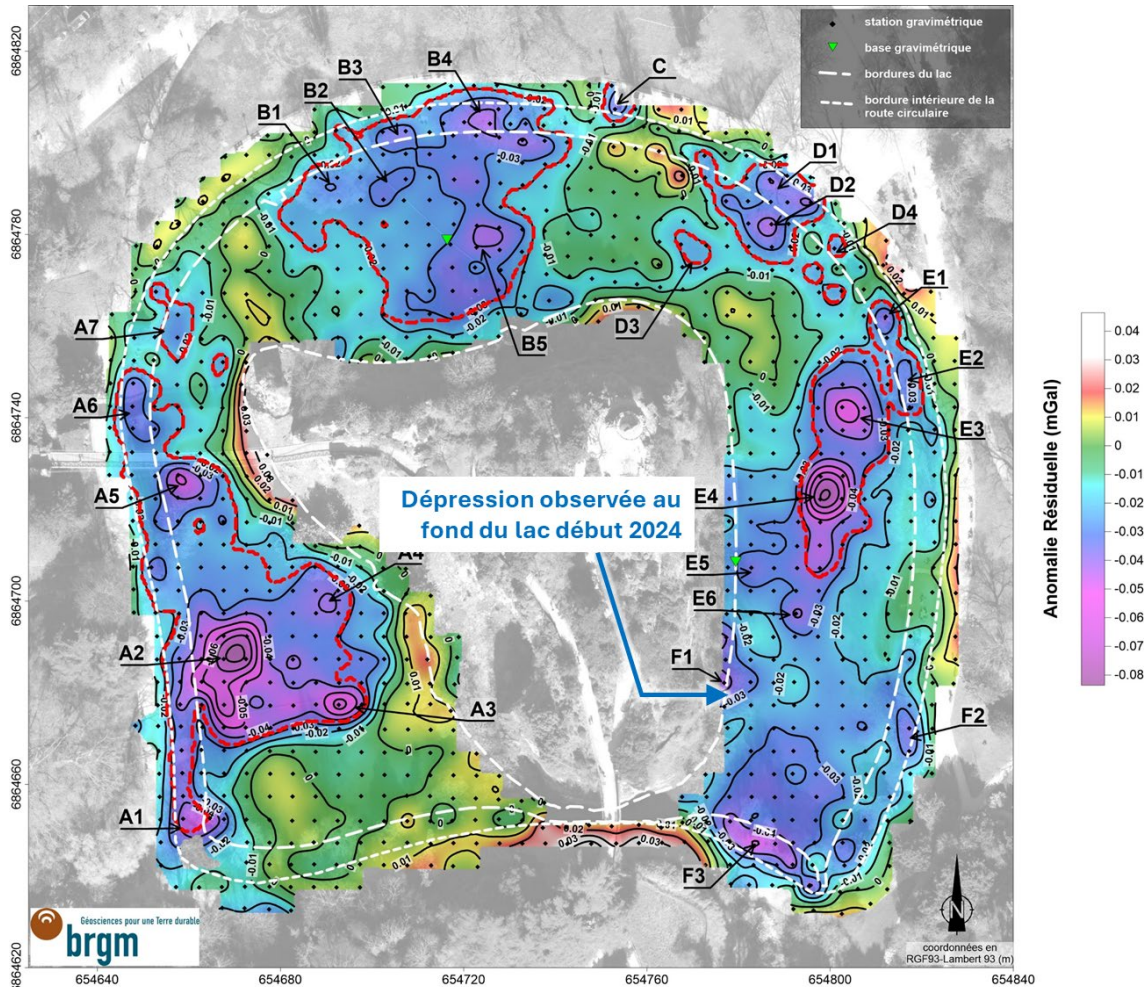 station gravimétrique
base gravimétrique
bordures du lac
bordure intérieure de la
route circulaire
6864820
6864780
6864740
6864700
6864660
6864620
654640
654680
654720
654760
654800
654840
B1
B2
B3
B4
B5
C
D1
D2
D3
D4
E1
E2
E3
E4
E5
E6
F1
F2
F3
A1
A2
A3
A4
A5
A6
A7
Dépression observée au
fond du lac début 2024
Anomalie Résiduelle (mGal)
0.04
0.03
0.02
0.01
0
-0.01
-0.02
-0.03
-0.04
-0.05
-0.06
-0.07
-0.08
N
coordonnées en
RGF93-Lambert 93 (m)
Géosciences pour une Terre durable
brgm